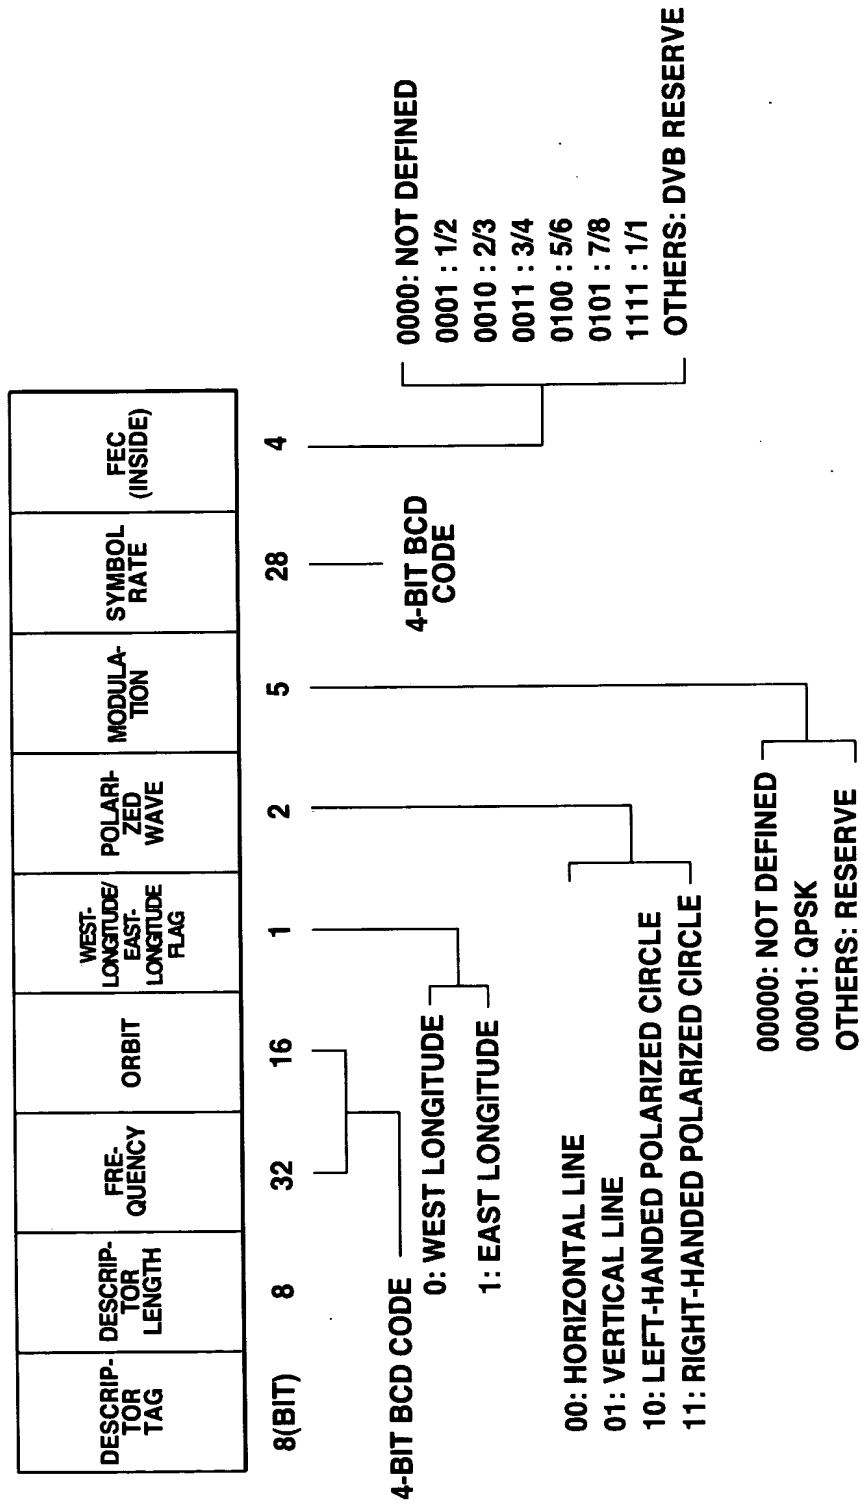 DESCRIP-
TOR
TAG
DESCRIP-
TOR
LENGTH
FRE-
QUENCY
ORBIT
WEST-
LONGITUDE/
EAST-
LONGITUDE
FLAG
POLARI-
ZED
WAVE
MODULA-
TION
SYMBOL
RATE
FEC
(INSIDE)
8(BIT)
8
32
16
1
2
5
28
4
4-BIT BCD CODE
0: WEST LONGITUDE
1: EAST LONGITUDE
00: HORIZONTAL LINE
01: VERTICAL LINE
10: LEFT-HANDED POLARIZED CIRCLE
11: RIGHT-HANDED POLARIZED CIRCLE
00000: NOT DEFINED
00001: QPSK
OTHERS: RESERVE
4-BIT BCD
CODE
0000: NOT DEFINED
0001 : 1/2
0010 : 2/3
0011 : 3/4
0100 : 5/6
0101 : 7/8
1111 : 1/1
OTHERS: DVB RESERVE